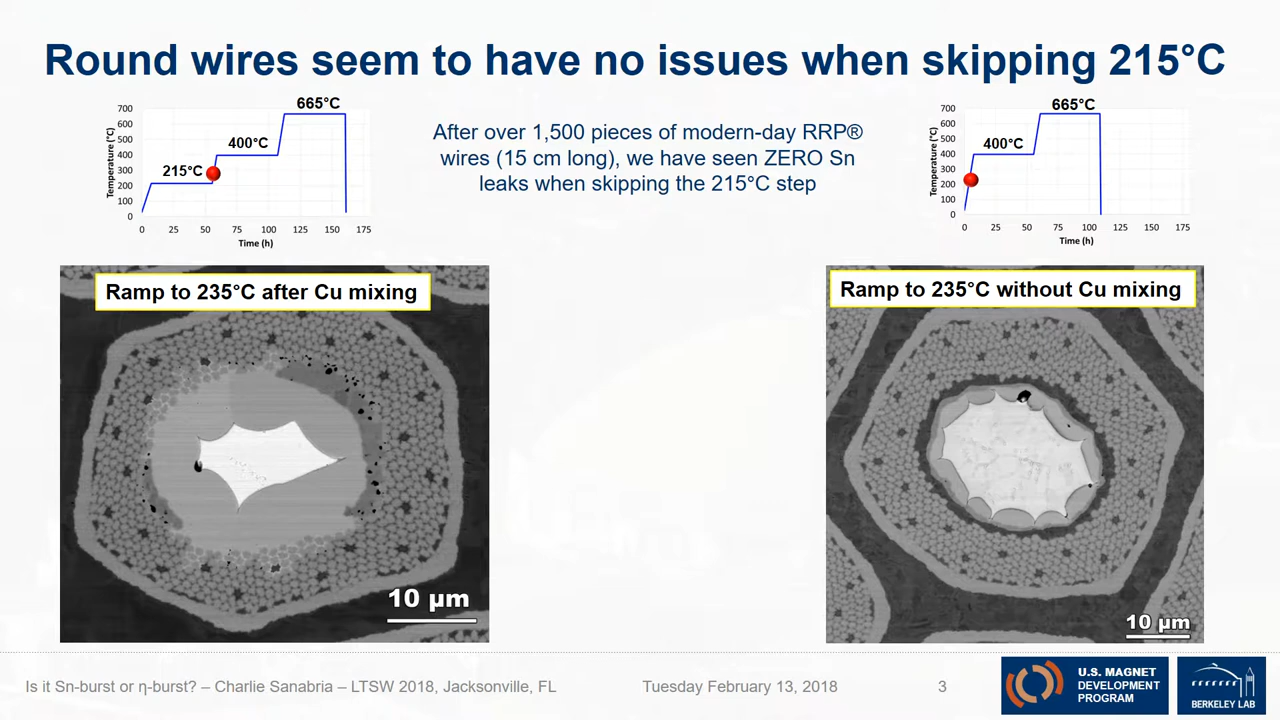 Round wires seem to have no issues when skipping 215°C
665°C
400°C
215°C
700
600
500
400
300
200
100
0
Temperature (°C)
0 25 50 75 100 125 150 175
Time (h)
After over 1,500 pieces of modern-day RRP®
wires (15 cm long), we have seen ZERO Sn
leaks when skipping the 215°C step
665°C
400°C
700
600
500
400
300
200
100
0
Temperature (°C)
0 25 50 75 100 125 150 175
Time (h)
Ramp to 235°C after Cu mixing
10 µm
Ramp to 235°C without Cu mixing
10 µm
Is it Sn-burst or η-burst? – Charlie Sanabria – LTSW 2018, Jacksonville, FL
Tuesday February 13, 2018
3
U.S. MAGNET
DEVELOPMENT
PROGRAM
BERKELEY LAB